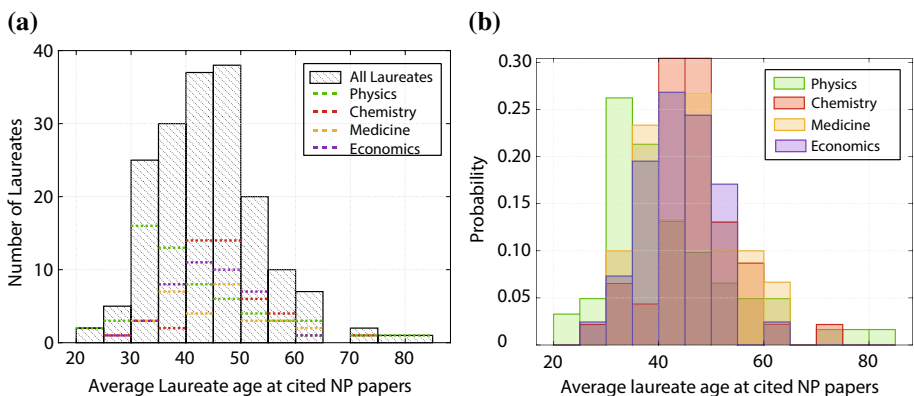 (a)
40
30
20
10
0
Number of Laureates
All Laureates
Physics
Chemistry
Medicine
Economics
20 30 40 50 60 70 80
Average Laureate age at cited NP papers
(b)
0.30
0.25
0.20
0.15
0.10
0.05
0.00
Probability
Physics
Chemistry
Medicine
Economics
20 40 60 80
Average laureate age at cited NP papers